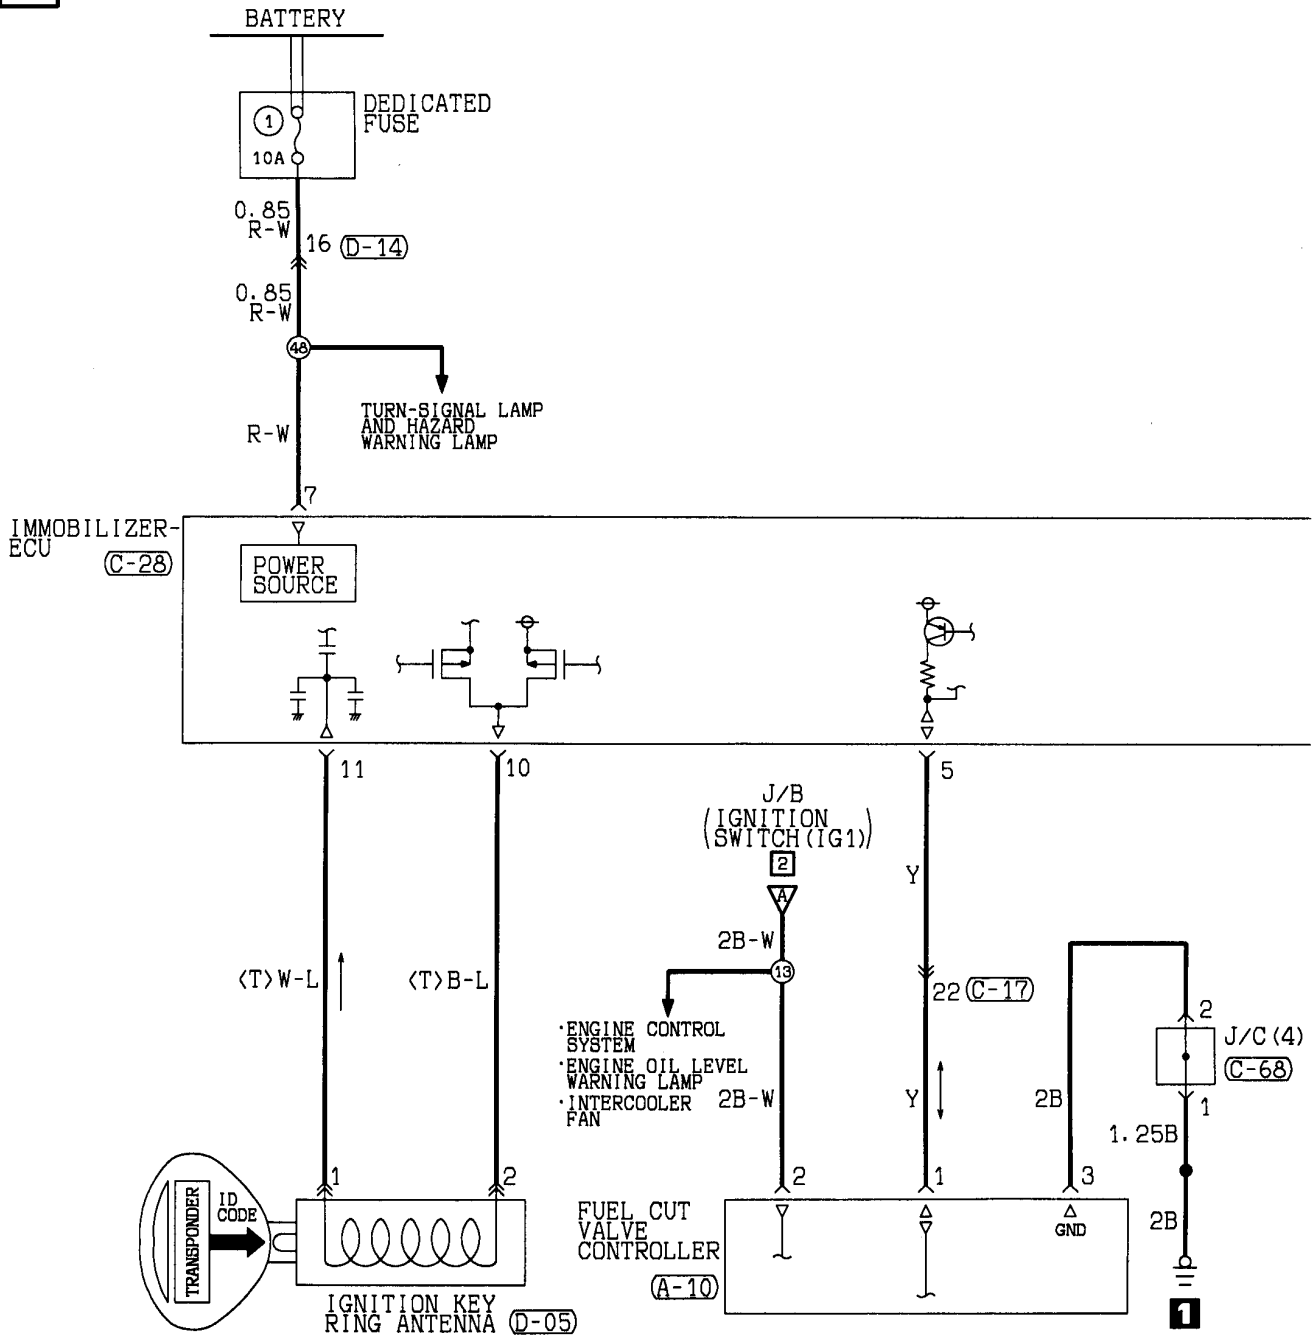 BATTERY
DEDICATED
FUSE
1
10A
0.85
R-W
16 D-14
0.85
R-W
48
TURN-SIGNAL LAMP
AND HAZARD
WARNING LAMP
R-W
7
IMMOBILIZER-
ECU
C-28
POWER
SOURCE
11
10
5
J/B
(IGNITION
SWITCH(IG1))
2
A
Y
2B-W
13
<T>W-L
<T>B-L
22 C-17
2
J/C(4)
C-68
·ENGINE CONTROL
SYSTEM
·ENGINE OIL LEVEL
WARNING LAMP
·INTERCOOLER
FAN
2B-W
Y
2B
1
1.25B
1
2
2
1
3
TRANSPONDER
ID
CODE
FUEL CUT
VALVE
CONTROLLER
A-10
GND
2B
IGNITION KEY
RING ANTENNA D-05
1